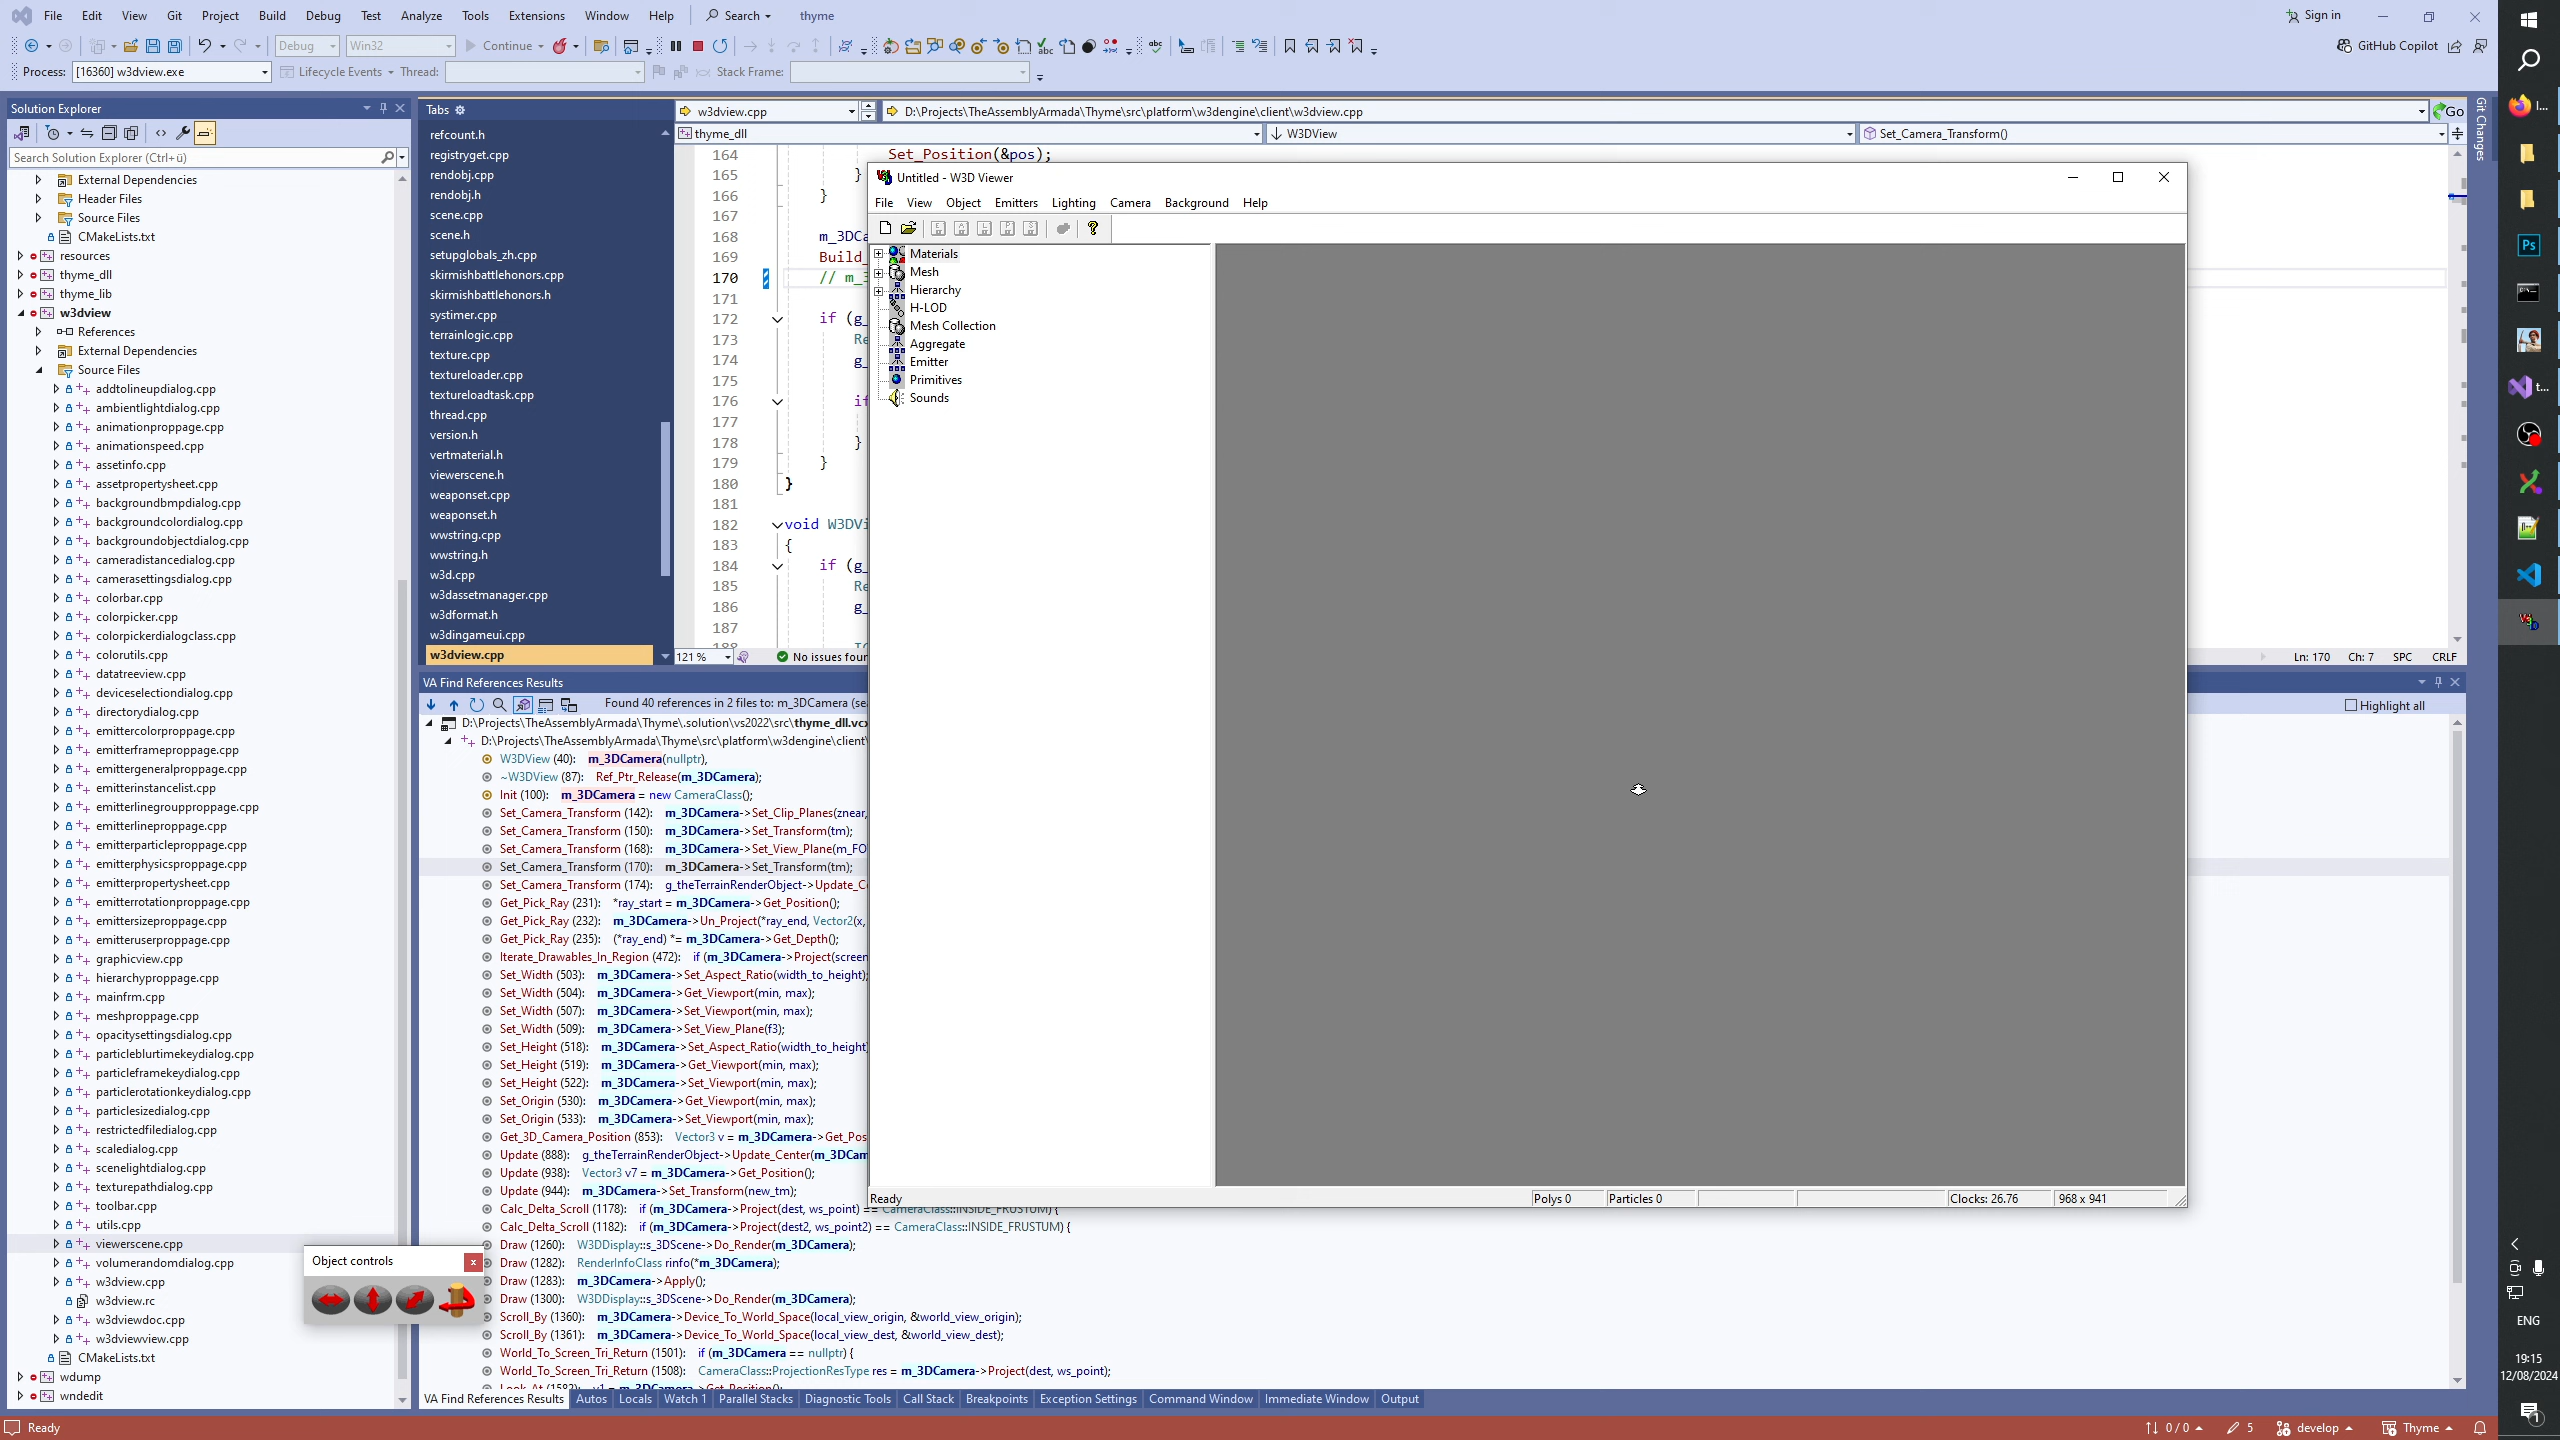 File Edit View Git Project Build Debug Test Analyze Tools Extensions Window Help Search thyme Sign in
Debug Win32 Continue GitHub Copilot
Process: [16360] w3dview.exe Lifecycle Events Thread: Stack Frame:
Solution Explorer
Search Solution Explorer (Ctrl+ü)
External Dependencies
Header Files
Source Files
CMakeLists.txt
resources
thyme_dll
thyme_lib
w3dview
References
External Dependencies
Source Files
addtolineupdialog.cpp
ambientlightdialog.cpp
animationproppage.cpp
animationspeed.cpp
assetinfo.cpp
assetpropertysheet.cpp
backgroundbmpdialog.cpp
backgroundcolordialog.cpp
backgroundobjectdialog.cpp
cameradistancedialog.cpp
camerasettingsdialog.cpp
colorbar.cpp
colorpicker.cpp
colorpickerdialogclass.cpp
colorutils.cpp
datatreeview.cpp
deviceselectiondialog.cpp
directorydialog.cpp
emittercolorproppage.cpp
emitterframeproppage.cpp
emittergeneralproppage.cpp
emitterinstancelist.cpp
emitterlinegroupproppage.cpp
emitterlineproppage.cpp
emitterparticleproppage.cpp
emitterphysicsproppage.cpp
emitterpropertysheet.cpp
emitterrotationproppage.cpp
emittersizeproppage.cpp
emitteruserproppage.cpp
graphicview.cpp
hierarchyproppage.cpp
mainfrm.cpp
meshproppage.cpp
opacitysettingsdialog.cpp
particleblurtimekeydialog.cpp
particleframekeydialog.cpp
particlerotationkeydialog.cpp
particlesizedialog.cpp
restrictedfiledialog.cpp
scaledialog.cpp
scenelightdialog.cpp
texturepathdialog.cpp
toolbar.cpp
utils.cpp
viewerscene.cpp
volumerandomdialog.cpp
w3dview.cpp
w3dview.rc
w3dviewdoc.cpp
w3dviewview.cpp
CMakeLists.txt
wdump
wndedit
Object controls
Tabs
refcount.h
registryget.cpp
rendobj.cpp
rendobj.h
scene.cpp
scene.h
setupglobals_zh.cpp
skirmishbattlehonors.cpp
skirmishbattlehonors.h
systimer.cpp
terrainlogic.cpp
texture.cpp
textureloader.cpp
textureloadtask.cpp
thread.cpp
version.h
vertmaterial.h
viewerscene.h
weaponset.cpp
weaponset.h
wwstring.cpp
wwstring.h
w3d.cpp
w3dassetmanager.cpp
w3dformat.h
w3dingameui.cpp
w3dview.cpp
w3dview.cpp D:\Projects\TheAssemblyArmada\Thyme\src\platform\w3dengine\client\w3dview.cpp Go
thyme_dll W3DView Set_Camera_Transform()
164 Set_Position(&pos);
165 }
166 }
167
168 m_3DCa
169 Build_
170 // m_3
171
172 if (g_
173 Re
174 g_
175
176 if
177
178 }
179 }
180 }
181
182 void W3DVi
183 {
184 if (g_
185 Re
186 g_
187
188
121 % No issues foun Ln: 170 Ch: 7 SPC CRLF
Untitled - W3D Viewer
File View Object Emitters Lighting Camera Background Help
Materials
Mesh
Hierarchy
H-LOD
Mesh Collection
Aggregate
Emitter
Primitives
Sounds
Ready Polys 0 Particles 0 Clocks: 26.76 968 x 941
VA Find References Results
Found 40 references in 2 files to: m_3DCamera (sea Highlight all
D:\Projects\TheAssemblyArmada\Thyme\.solution\vs2022\src\thyme_dll.vcx
D:\Projects\TheAssemblyArmada\Thyme\src\platform\w3dengine\client\
W3DView (40): m_3DCamera(nullptr),
~W3DView (87): Ref_Ptr_Release(m_3DCamera);
Init (100): m_3DCamera = new CameraClass();
Set_Camera_Transform (142): m_3DCamera->Set_Clip_Planes(znear,
Set_Camera_Transform (150): m_3DCamera->Set_Transform(tm);
Set_Camera_Transform (168): m_3DCamera->Set_View_Plane(m_FO
Set_Camera_Transform (170): m_3DCamera->Set_Transform(tm);
Set_Camera_Transform (174): g_theTerrainRenderObject->Update_Ce
Get_Pick_Ray (231): *ray_start = m_3DCamera->Get_Position();
Get_Pick_Ray (232): m_3DCamera->Un_Project(*ray_end, Vector2(x,
Get_Pick_Ray (235): (*ray_end) *= m_3DCamera->Get_Depth();
Iterate_Drawables_In_Region (472): if (m_3DCamera->Project(screen
Set_Width (503): m_3DCamera->Set_Aspect_Ratio(width_to_height);
Set_Width (504): m_3DCamera->Get_Viewport(min, max);
Set_Width (507): m_3DCamera->Set_Viewport(min, max);
Set_Width (509): m_3DCamera->Set_View_Plane(f3);
Set_Height (518): m_3DCamera->Set_Aspect_Ratio(width_to_height
Set_Height (519): m_3DCamera->Get_Viewport(min, max);
Set_Height (522): m_3DCamera->Set_Viewport(min, max);
Set_Origin (530): m_3DCamera->Get_Viewport(min, max);
Set_Origin (533): m_3DCamera->Set_Viewport(min, max);
Get_3D_Camera_Position (853): Vector3 v = m_3DCamera->Get_Pos
Update (888): g_theTerrainRenderObject->Update_Center(m_3DCam
Update (938): Vector3 v7 = m_3DCamera->Get_Position();
Update (944): m_3DCamera->Set_Transform(new_tm);
Calc_Delta_Scroll (1178): if (m_3DCamera->Project(dest, ws_point) == CameraClass::INSIDE_FRUSTUM) {
Calc_Delta_Scroll (1182): if (m_3DCamera->Project(dest2, ws_point2) == CameraClass::INSIDE_FRUSTUM) {
Draw (1260): W3DDisplay::s_3DScene->Do_Render(m_3DCamera);
Draw (1282): RenderInfoClass rinfo(*m_3DCamera);
Draw (1283): m_3DCamera->Apply();
Draw (1300): W3DDisplay::s_3DScene->Do_Render(m_3DCamera);
Scroll_By (1360): m_3DCamera->Device_To_World_Space(local_view_origin, &world_view_origin);
Scroll_By (1361): m_3DCamera->Device_To_World_Space(local_view_dest, &world_view_dest);
World_To_Screen_Tri_Return (1501): if (m_3DCamera == nullptr) {
World_To_Screen_Tri_Return (1508): CameraClass::ProjectionResType res = m_3DCamera->Project(dest, ws_point);
VA Find References Results Autos Locals Watch 1 Parallel Stacks Diagnostic Tools Call Stack Breakpoints Exception Settings Command Window Immediate Window Output
Git Changes
Ready 0 / 0 5 develop Thyme
Ps
ENG
19:15
12/08/2024
1